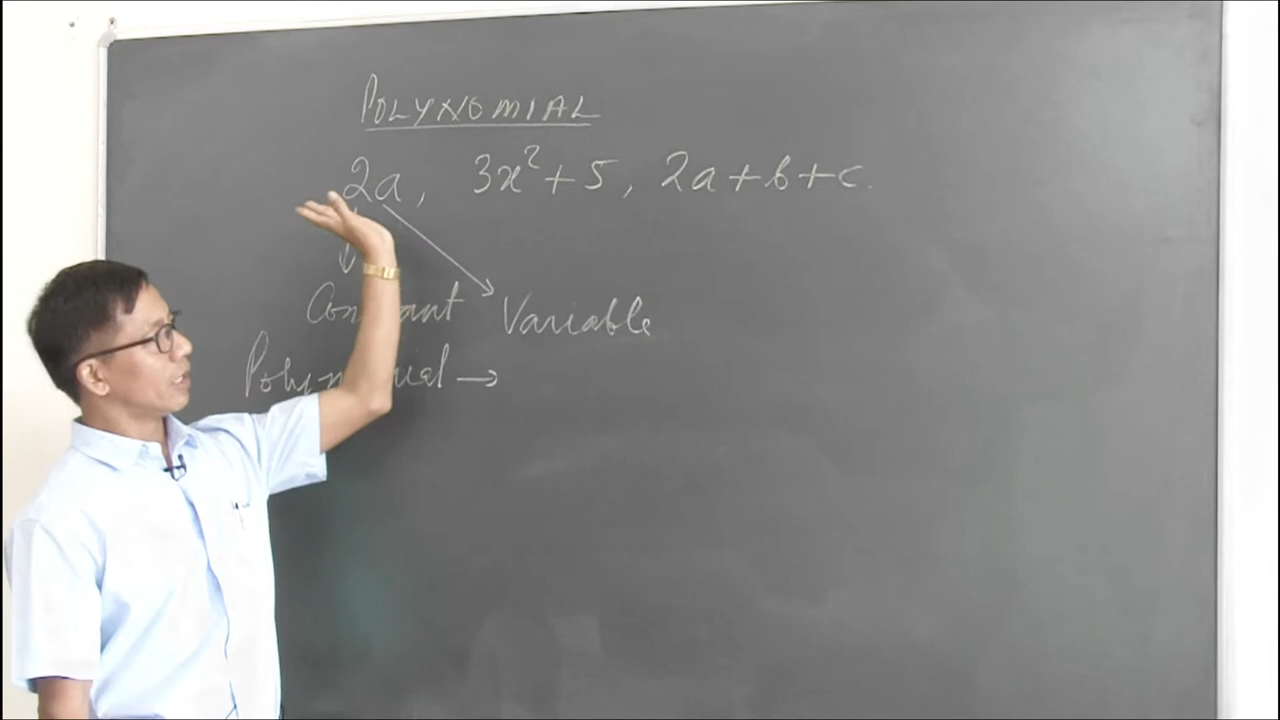 POLYNOMIAL
2a, 3x²+5, 2a+b+c.
Constant Variable
Polynomial →